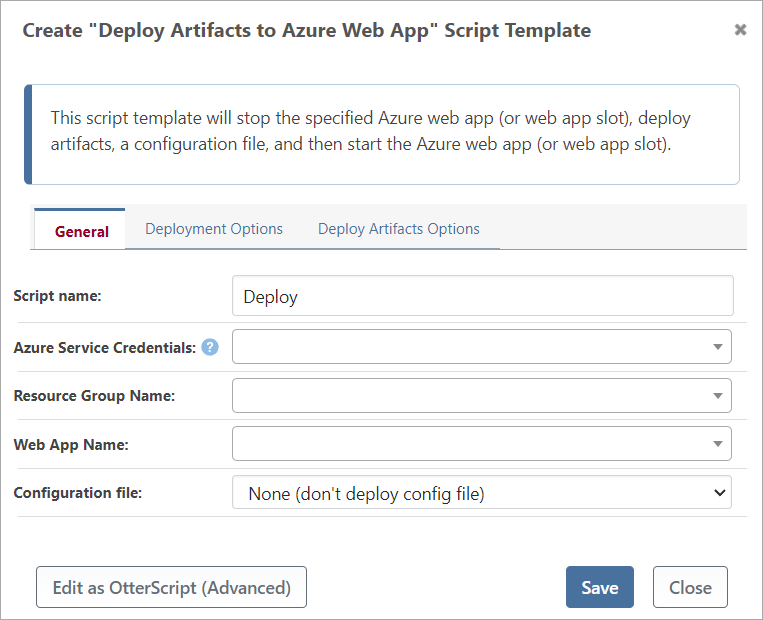 Create "Deploy Artifacts to Azure Web App" Script Template
This script template will stop the specified Azure web app (or web app slot), deploy
artifacts, a configuration file, and then start the Azure web app (or web app slot).
General Deployment Options Deploy Artifacts Options
Script name: Deploy
Azure Service Credentials: ?
Resource Group Name:
Web App Name:
Configuration file: None (don't deploy config file)
Edit as OtterScript (Advanced) Save Close